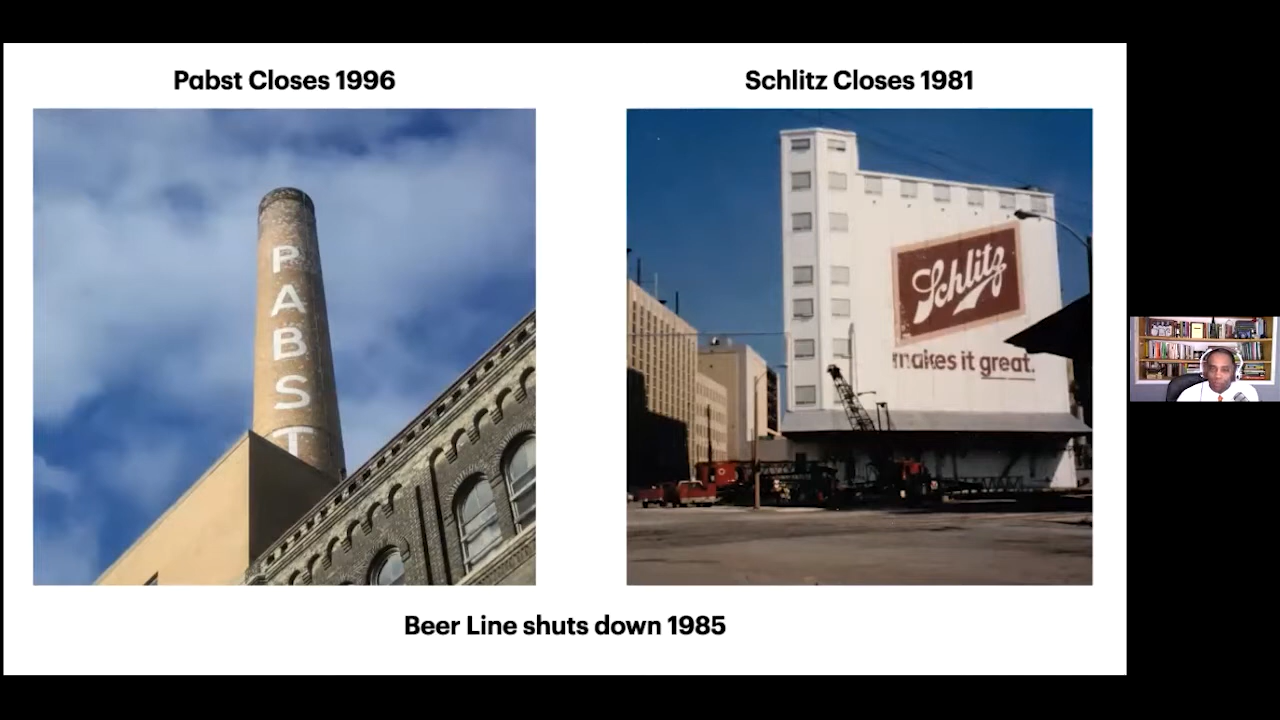 Pabst Closes 1996
Schlitz Closes 1981
PABST
Schlitz
makes it great.
Beer Line shuts down 1985